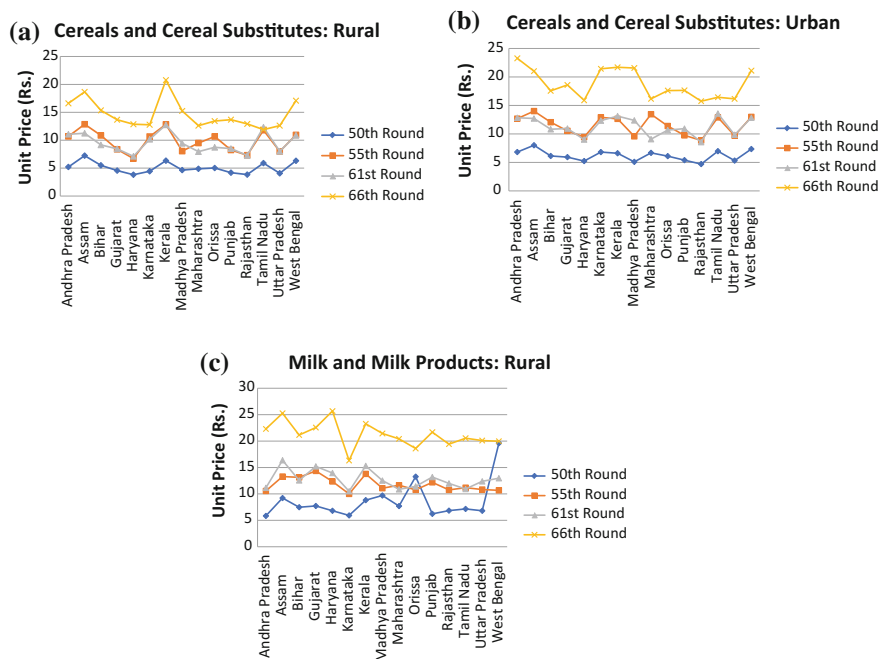 (a) Cereals and Cereal Substitutes: Rural
Unit Price (Rs.)
25
20
15
10
5
0
Andhra Pradesh
Assam
Bihar
Gujarat
Haryana
Karnataka
Kerala
Madhya Pradesh
Maharashtra
Orissa
Punjab
Rajasthan
Tamil Nadu
Uttar Pradesh
West Bengal
50th Round
55th Round
61st Round
66th Round
(b) Cereals and Cereal Substitutes: Urban
Unit Price (Rs.)
25
20
15
10
5
0
Andhra Pradesh
Assam
Bihar
Gujarat
Haryana
Karnataka
Kerala
Madhya Pradesh
Maharashtra
Orissa
Punjab
Rajasthan
Tamil Nadu
Uttar Pradesh
West Bengal
50th Round
55th Round
61st Round
66th Round
(c) Milk and Milk Products: Rural
Unit Price (Rs.)
30
25
20
15
10
5
0
Andhra Pradesh
Assam
Bihar
Gujarat
Haryana
Karnataka
Kerala
Madhya Pradesh
Maharashtra
Orissa
Punjab
Rajasthan
Tamil Nadu
Uttar Pradesh
West Bengal
50th Round
55th Round
61st Round
66th Round